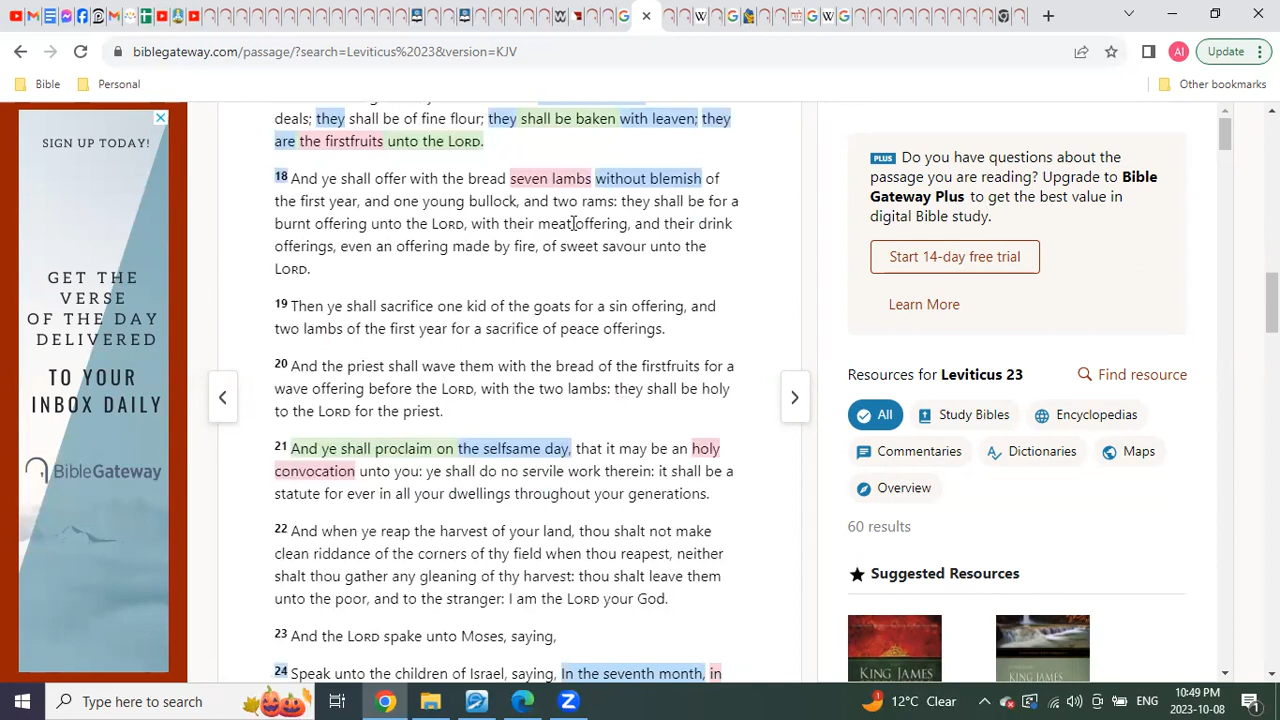 biblegateway.com/passage/?search=Leviticus%2023&version=KJV
AI
Update
Bible
Personal
Other bookmarks
SIGN UP TODAY!
GET THE
VERSE
OF THE DAY
DELIVERED
TO YOUR
INBOX DAILY
BibleGateway
deals; they shall be of fine flour; they shall be baken with leaven; they
are the firstfruits unto the LORD.
18 And ye shall offer with the bread seven lambs without blemish of
the first year, and one young bullock, and two rams: they shall be for a
burnt offering unto the LORD, with their meat offering, and their drink
offerings, even an offering made by fire, of sweet savour unto the
LORD.
19 Then ye shall sacrifice one kid of the goats for a sin offering, and
two lambs of the first year for a sacrifice of peace offerings.
20 And the priest shall wave them with the bread of the firstfruits for a
wave offering before the LORD, with the two lambs: they shall be holy
to the LORD for the priest.
21 And ye shall proclaim on the selfsame day, that it may be an holy
convocation unto you: ye shall do no servile work therein: it shall be a
statute for ever in all your dwellings throughout your generations.
22 And when ye reap the harvest of your land, thou shalt not make
clean riddance of the corners of thy field when thou reapest, neither
shalt thou gather any gleaning of thy harvest: thou shalt leave them
unto the poor, and to the stranger: I am the LORD your God.
23 And the LORD spake unto Moses, saying,
24 Speak unto the children of Israel, saying, In the seventh month, in
PLUS Do you have questions about the
passage you are reading? Upgrade to Bible
Gateway Plus to get the best value in
digital Bible study.
Start 14-day free trial
Learn More
Resources for Leviticus 23
Find resource
All
Study Bibles
Encyclopedias
Commentaries
Dictionaries
Maps
Overview
60 results
Suggested Resources
KING JAMES
KING JAMES
Type here to search
1
12°C Clear
ENG
10:49 PM
2023-10-08
1